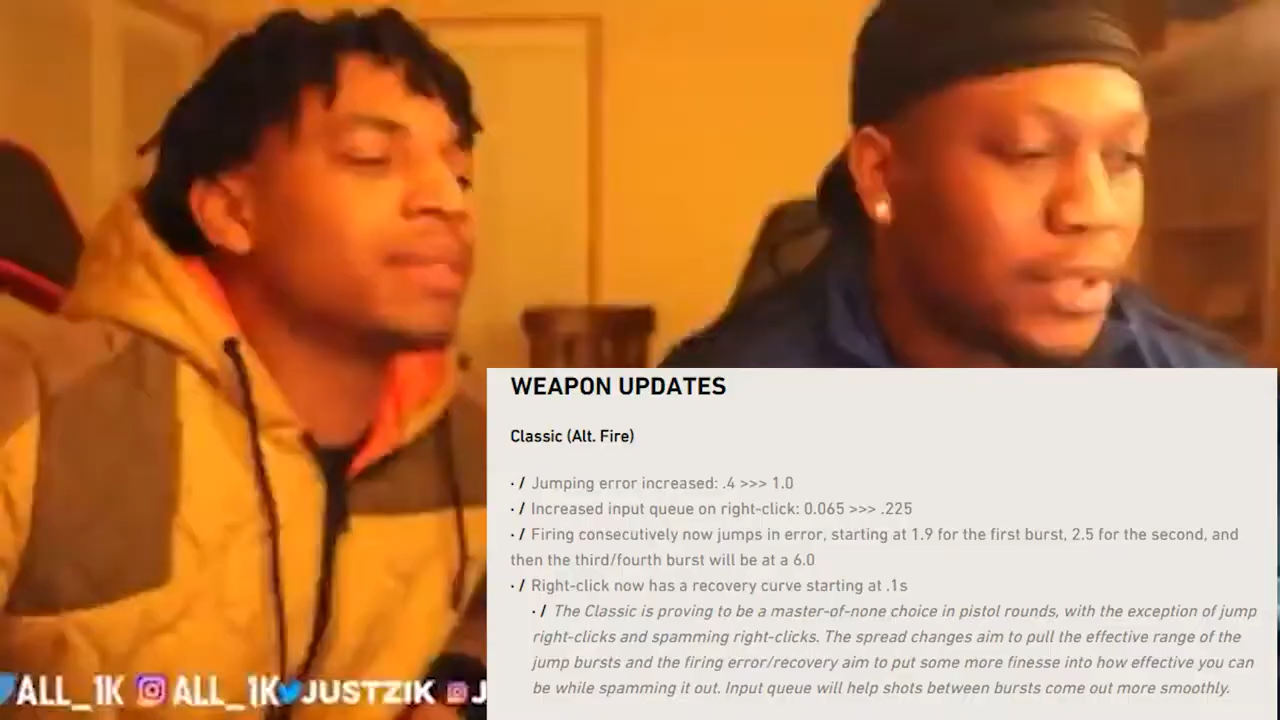 WEAPON UPDATES
Classic (Alt. Fire)
· / Jumping error increased: .4 >>> 1.0
· / Increased input queue on right-click: 0.065 >>> .225
· / Firing consecutively now jumps in error, starting at 1.9 for the first burst, 2.5 for the second, and
then the third/fourth burst will be at a 6.0
· / Right-click now has a recovery curve starting at .1s
· / The Classic is proving to be a master-of-none choice in pistol rounds, with the exception of jump
right-clicks and spamming right-clicks. The spread changes aim to pull the effective range of the
jump bursts and the firing error/recovery aim to put some more finesse into how effective you can
be while spamming it out. Input queue will help shots between bursts come out more smoothly.
ALL_1K ALL_1K JUSTZIK J